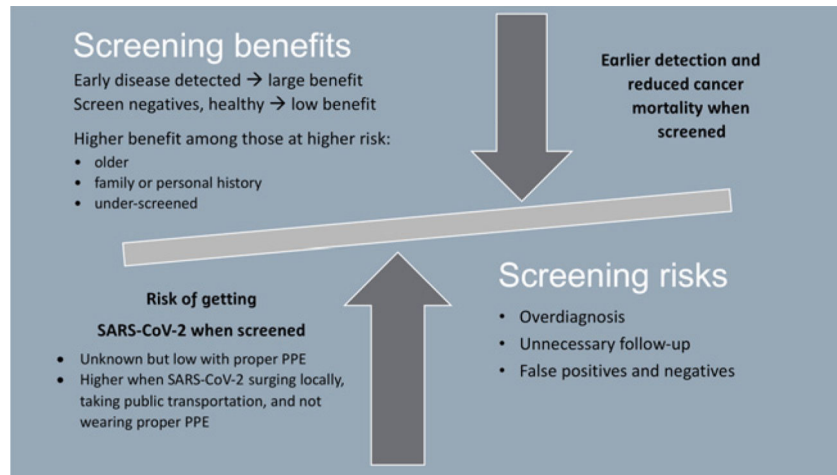 Screening benefits
Early disease detected → large benefit
Screen negatives, healthy → low benefit
Higher benefit among those at higher risk:
• older
• family or personal history
• under-screened
Earlier detection and
reduced cancer
mortality when
screened
Risk of getting
SARS-CoV-2 when screened
• Unknown but low with proper PPE
• Higher when SARS-CoV-2 surging locally,
taking public transportation, and not
wearing proper PPE
Screening risks
• Overdiagnosis
• Unnecessary follow-up
• False positives and negatives